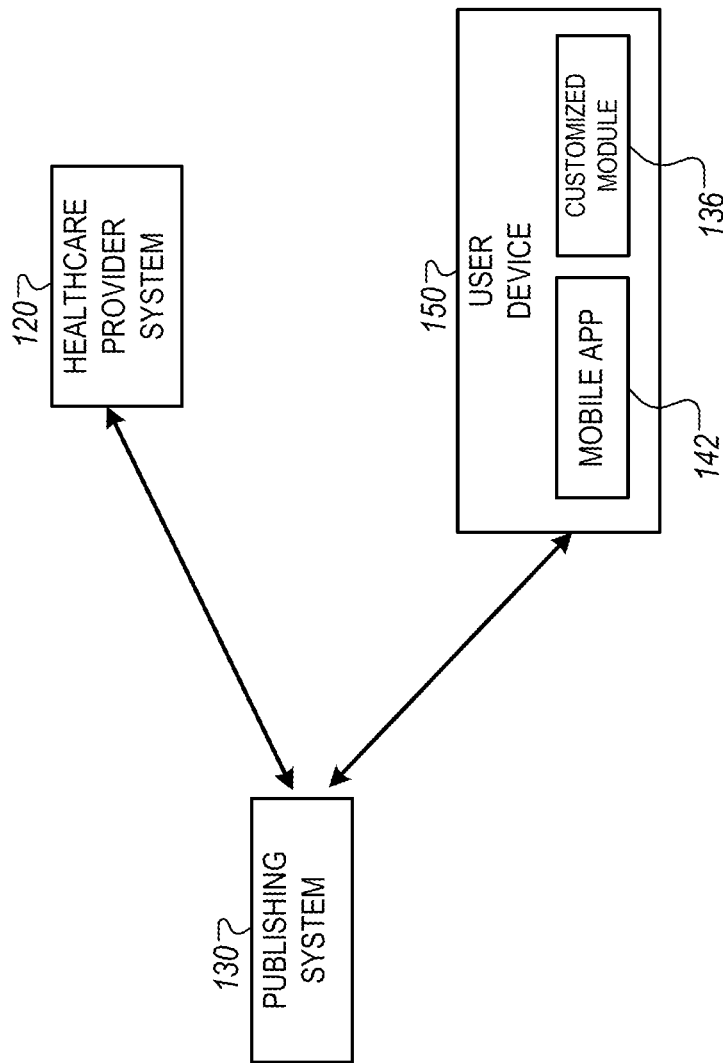 120
HEALTHCARE
PROVIDER
SYSTEM
130
PUBLISHING
SYSTEM
150
USER
DEVICE
MOBILE APP
CUSTOMIZED
MODULE
142
136